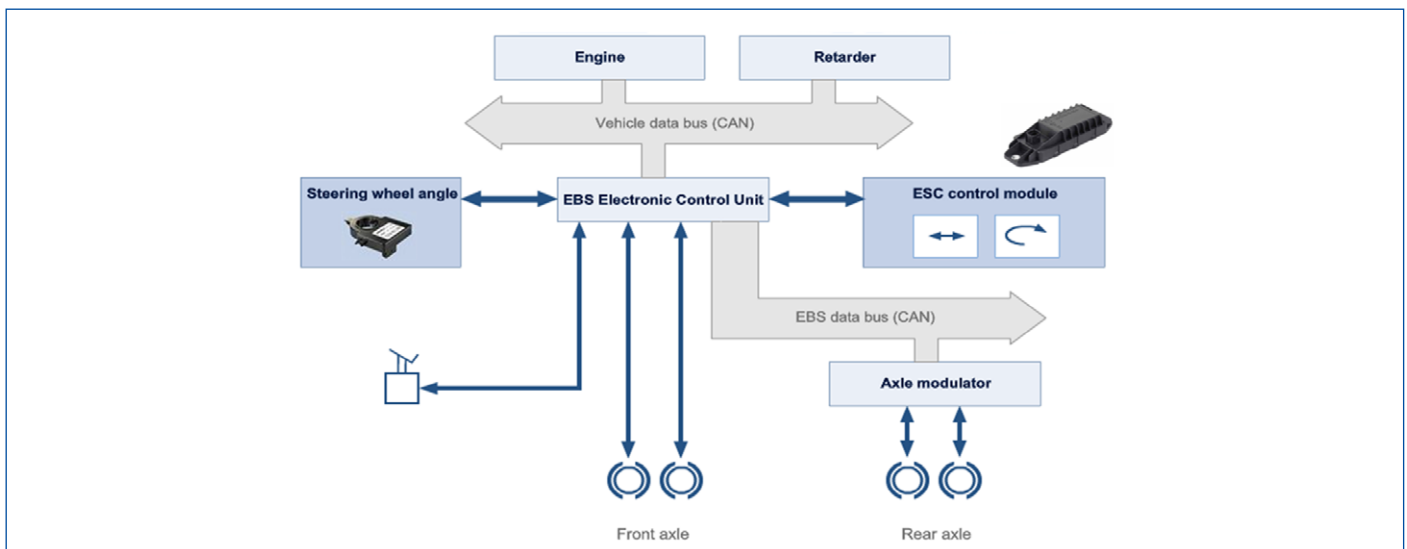 Engine
Retarder
Vehicle data bus (CAN)
Steering wheel angle
EBS Electronic Control Unit
ESC control module
EBS data bus (CAN)
Axle modulator
Front axle
Rear axle